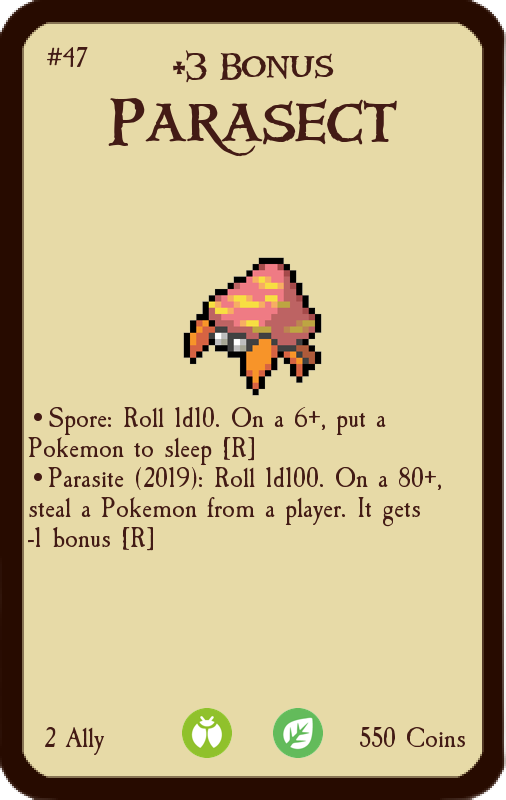 #47
+3 Bonus
Parasect
•Spore: Roll 1d10. On a 6+, put a
Pokemon to sleep [R]
•Parasite (2019): Roll 1d100. On a 80+,
steal a Pokemon from a player. It gets
-1 bonus [R]
2 Ally
550 Coins